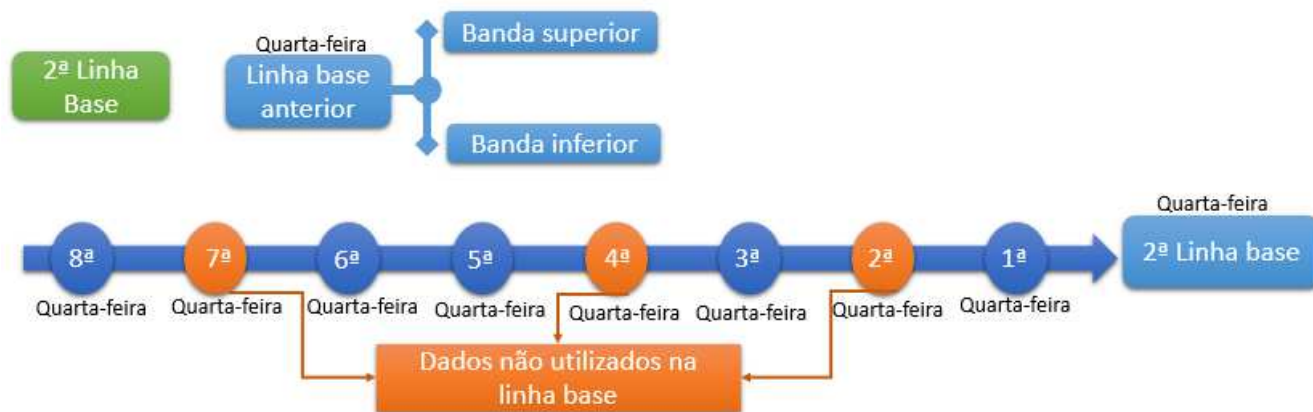 Quarta-feira
Banda superior
2ª Linha
Base
Linha base
anterior
Banda inferior
Quarta-feira
8ª
7ª
6ª
5ª
4ª
3ª
2ª
1ª
2ª Linha base
Quarta-feira
Quarta-feira
Quarta-feira
Quarta-feira
Quarta-feira
Quarta-feira
Quarta-feira
Quarta-feira
Dados não utilizados na
linha base